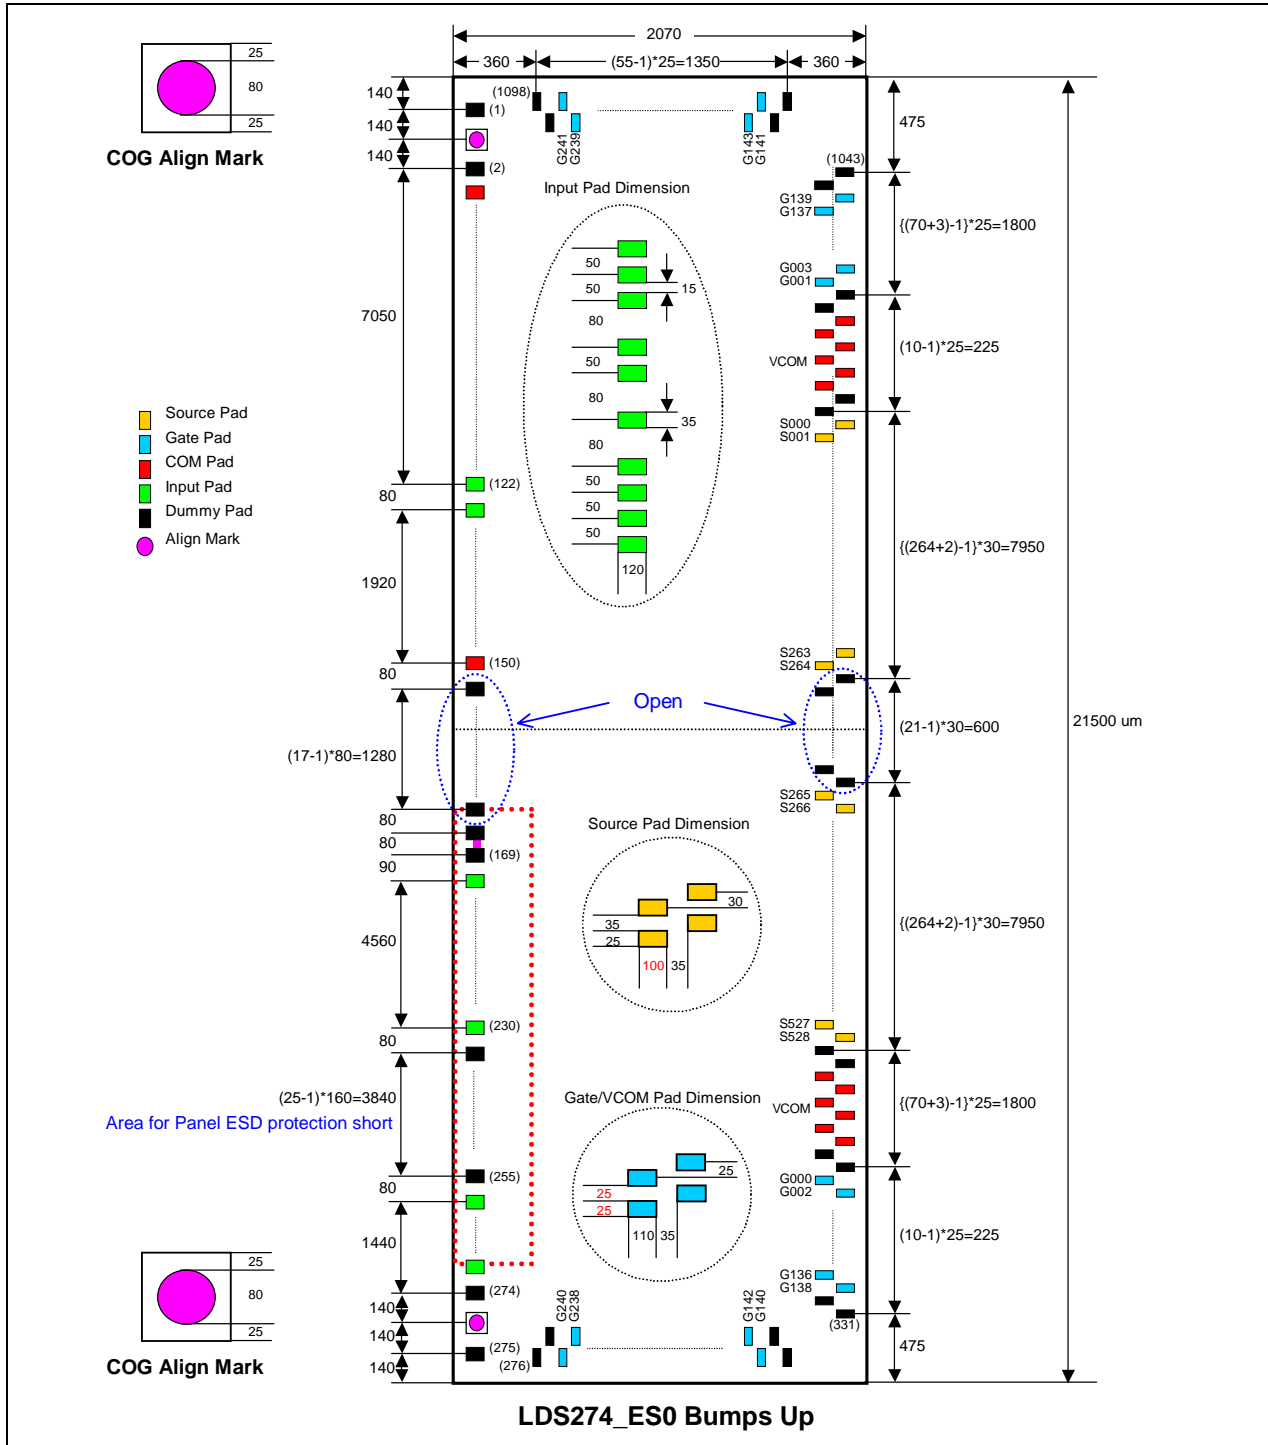 2070
360
(55-1)*25=1350
360
25
80
25
COG Align Mark
140
140
140
(1098)
(1)
(2)
G241
G239
G143
G141
475
(1043)
Input Pad Dimension
G139
G137
{(70+3)-1}*25=1800
G003
G001
50
50
15
80
50
80
35
80
50
50
50
120
7050
(10-1)*25=225
VCOM
S000
S001
Source Pad
Gate Pad
COM Pad
Input Pad
Dummy Pad
Align Mark
(122)
80
{(264+2)-1}*30=7950
1920
S263
S264
(150)
80
Open
(17-1)*80=1280
(21-1)*30=600
21500 um
S265
S266
80
80
(169)
90
Source Pad Dimension
30
35
25
100
35
4560
{(264+2)-1}*30=7950
(230)
80
S527
S528
(25-1)*160=3840
Area for Panel ESD protection short
Gate/VCOM Pad Dimension
25
25
25
110
35
VCOM
{(70+3)-1}*25=1800
(255)
80
G000
G002
1440
(10-1)*25=225
G136
G138
(274)
140
140
(275)
140
(276)
G240
G238
G142
G140
(331)
475
25
80
25
COG Align Mark
LDS274_ES0 Bumps Up